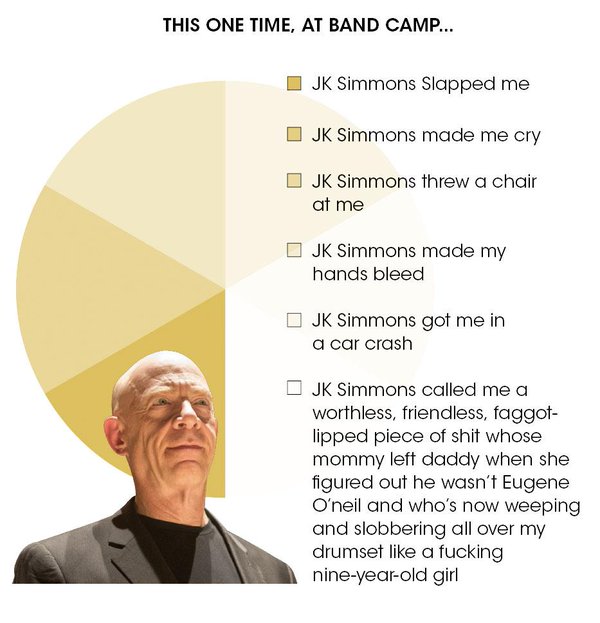 THIS ONE TIME, AT BAND CAMP...
JK Simmons Slapped me
JK Simmons made me cry
JK Simmons threw a chair
at me
JK Simmons made my
hands bleed
JK Simmons got me in
a car crash
JK Simmons called me a
worthless, friendless, faggot-
lipped piece of shit whose
mommy left daddy when she
figured out he wasn't Eugene
O'neil and who's now weeping
and slobbering all over my
drumset like a fucking
nine-year-old girl